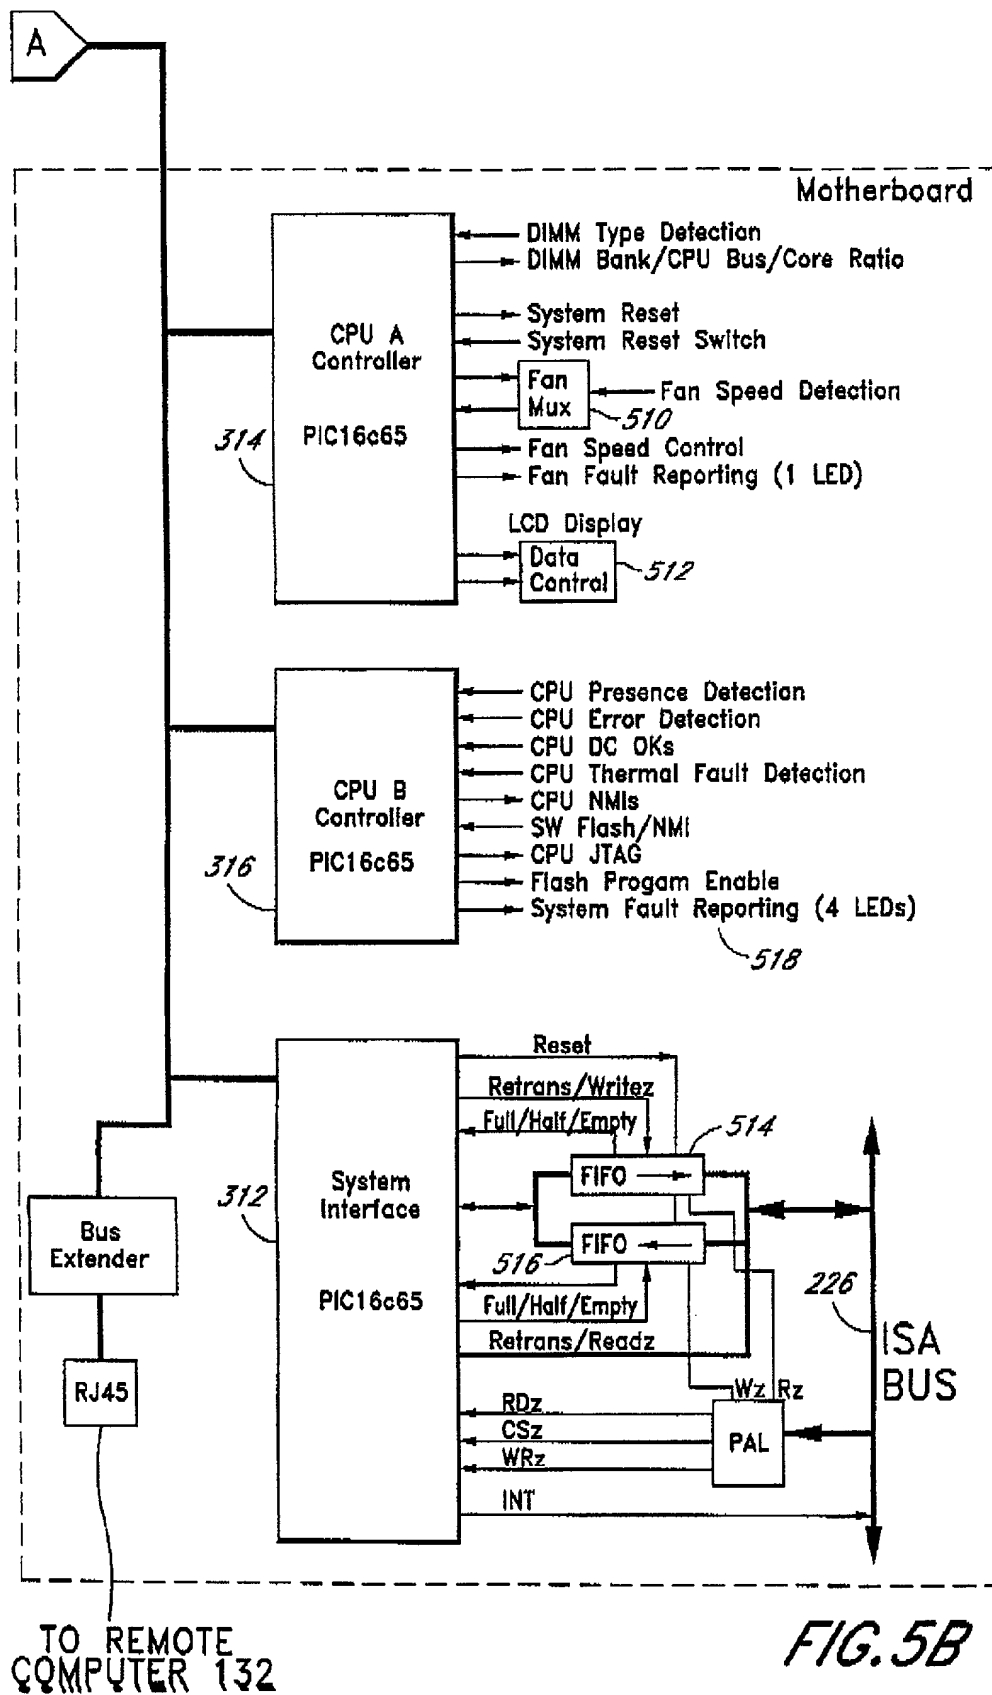 A
Motherboard
CPU A
Controller
PIC16c65
314
DIMM Type Detection
DIMM Bank/CPU Bus/Core Ratio
System Reset
System Reset Switch
Fan
Mux
Fan Speed Detection
510
Fan Speed Control
Fan Fault Reporting (1 LED)
LCD Display
Data
Control
512
CPU B
Controller
PIC16c65
316
CPU Presence Detection
CPU Error Detection
CPU DC OKs
CPU Thermal Fault Detection
CPU NMIs
SW Flash/NMI
CPU JTAG
Flash Progam Enable
System Fault Reporting (4 LEDs)
518
System
Interface
PIC16c65
312
Reset
Retrans/Writez
Full/Half/Empty
514
FIFO
FIFO
516
Full/Half/Empty
Retrans/Readz
Wz Rz
RDz
CSz
WRz
PAL
INT
226
ISA
BUS
Bus
Extender
RJ45
TO REMOTE
COMPUTER 132
FIG.5B